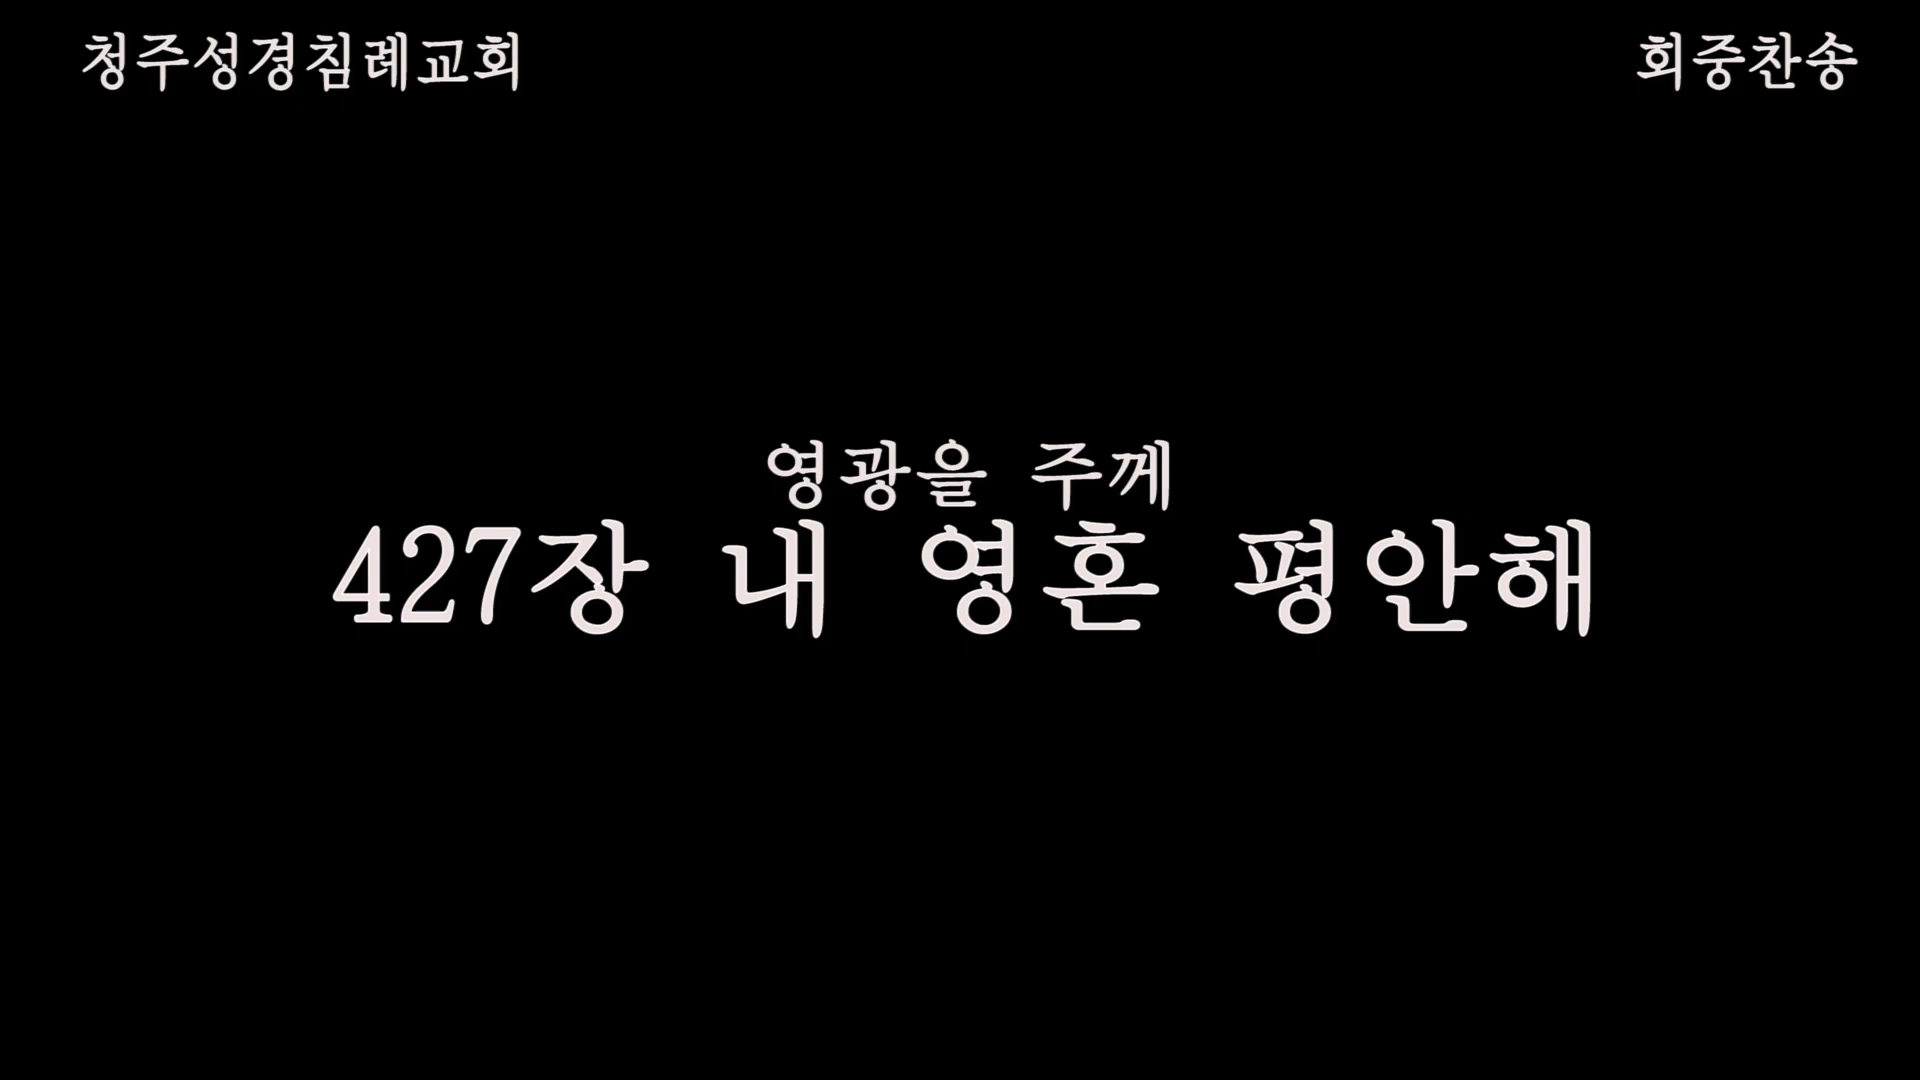 청주성경침례교회
회중찬송
영광을 주께
427장 내 영혼 평안해